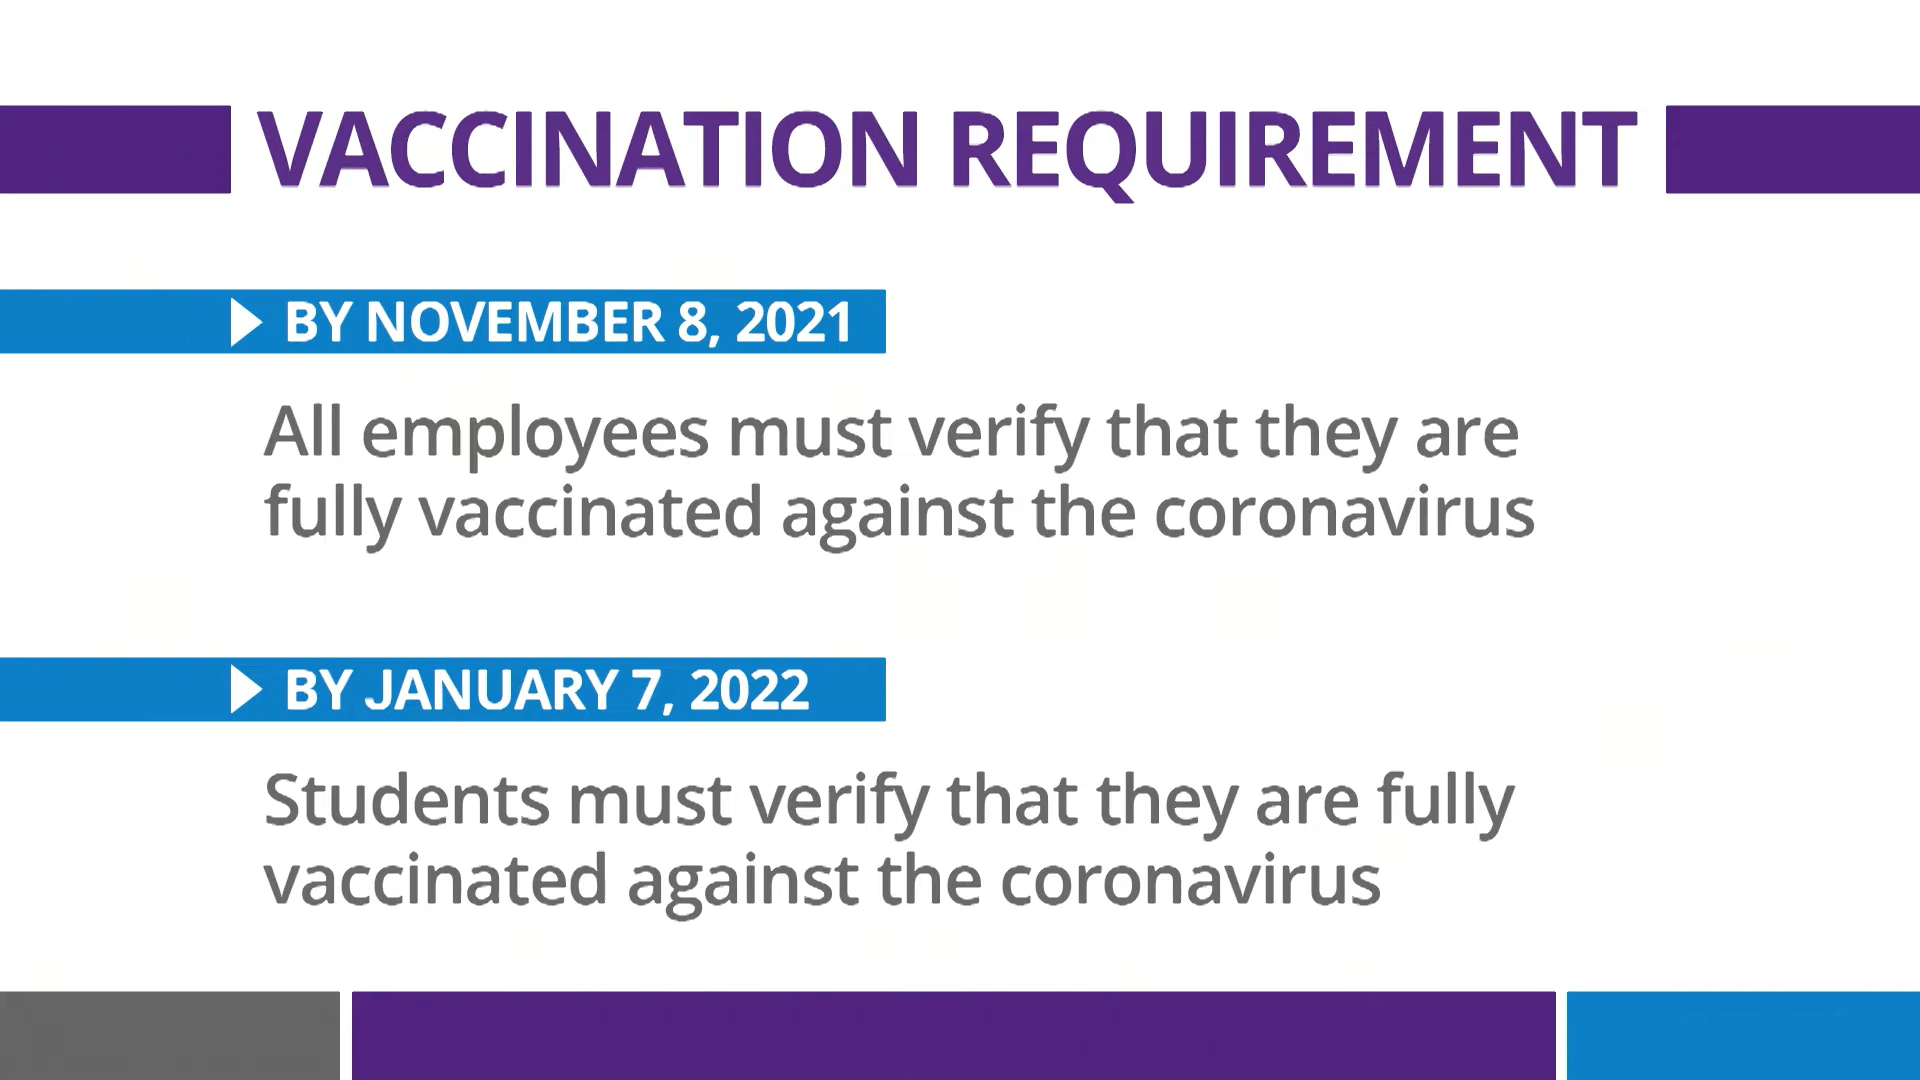 VACCINATION REQUIREMENT
BY NOVEMBER 8, 2021
All employees must verify that they are
fully vaccinated against the coronavirus
BY JANUARY 7, 2022
Students must verify that they are fully
vaccinated against the coronavirus